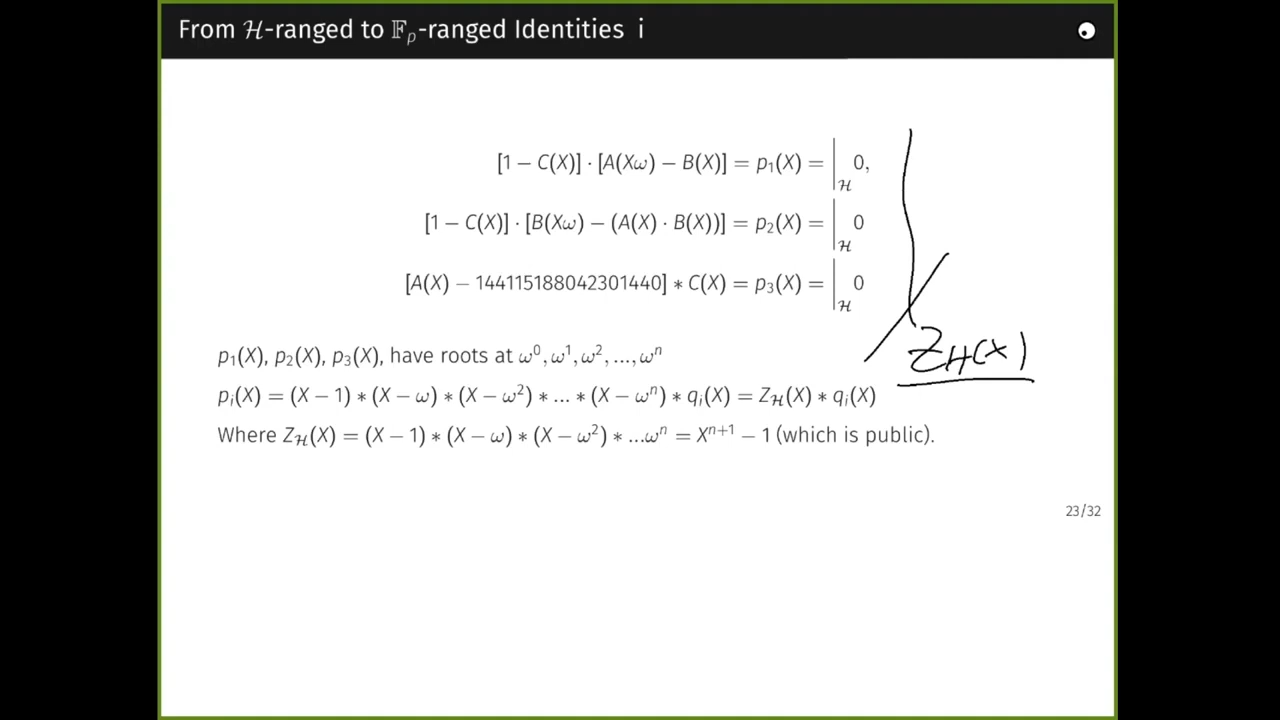 From ℋ-ranged to 𝔽ₚ-ranged Identities i
[1 − C(X)] · [A(Xω) − B(X)] = p₁(X) = |ℋ 0,
[1 − C(X)] · [B(Xω) − (A(X) · B(X))] = p₂(X) = |ℋ 0
[A(X) − 144115188042301440] ∗ C(X) = p₃(X) = |ℋ 0
Z_H(X)
p₁(X), p₂(X), p₃(X), have roots at ω⁰, ω¹, ω², ..., ωⁿ
pᵢ(X) = (X − 1) ∗ (X − ω) ∗ (X − ω²) ∗ ... ∗ (X − ωⁿ) ∗ qᵢ(X) = Zℋ(X) ∗ qᵢ(X)
Where Zℋ(X) = (X − 1) ∗ (X − ω) ∗ (X − ω²) ∗ ...ωⁿ = Xⁿ⁺¹ − 1 (which is public).
23/32